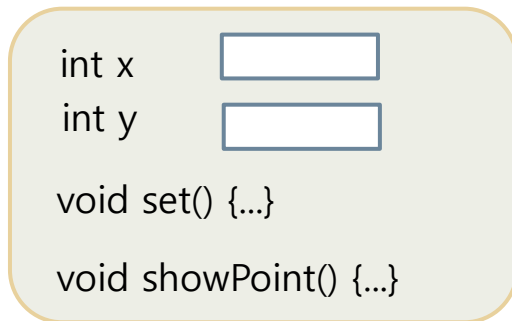 int x
int y
void set() {...}
void showPoint() {...}